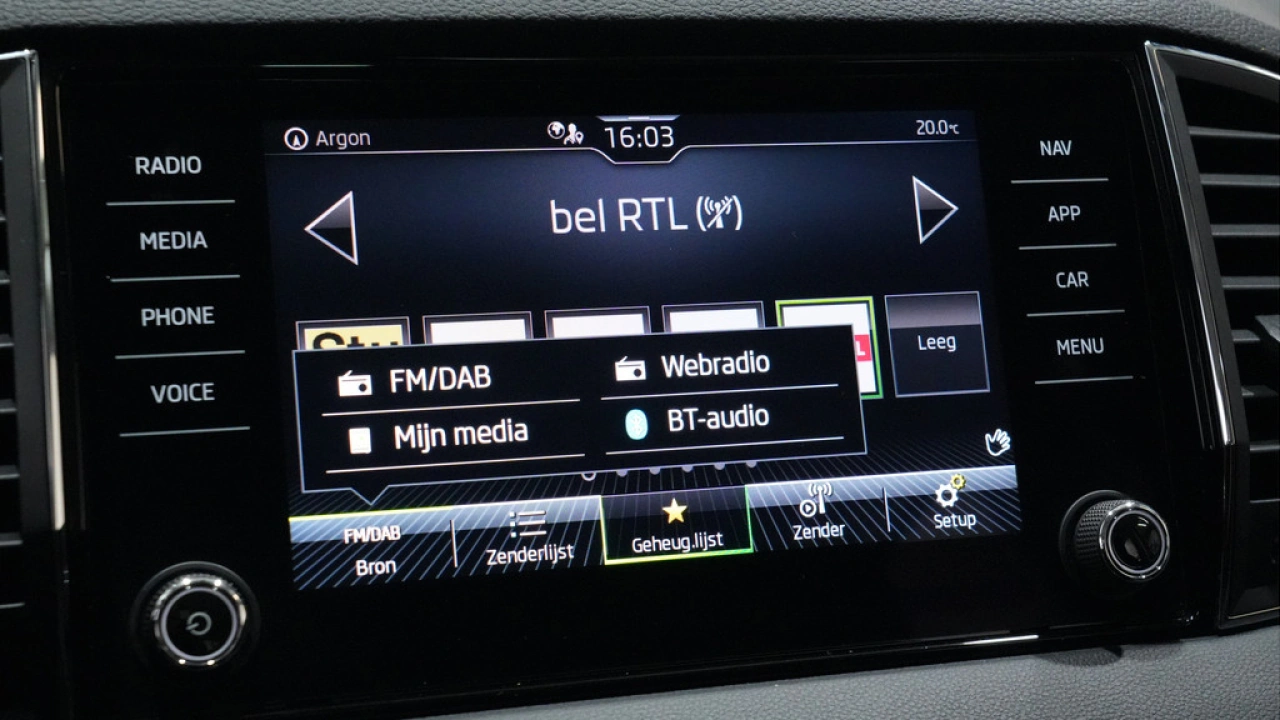 RADIO
MEDIA
PHONE
VOICE
Argon
16:03
20.0°C
bel RTL
Leeg
FM/DAB
Webradio
Mijn media
BT-audio
FM/DAB
Bron
Zenderlijst
Geheug.lijst
Zender
Setup
NAV
APP
CAR
MENU